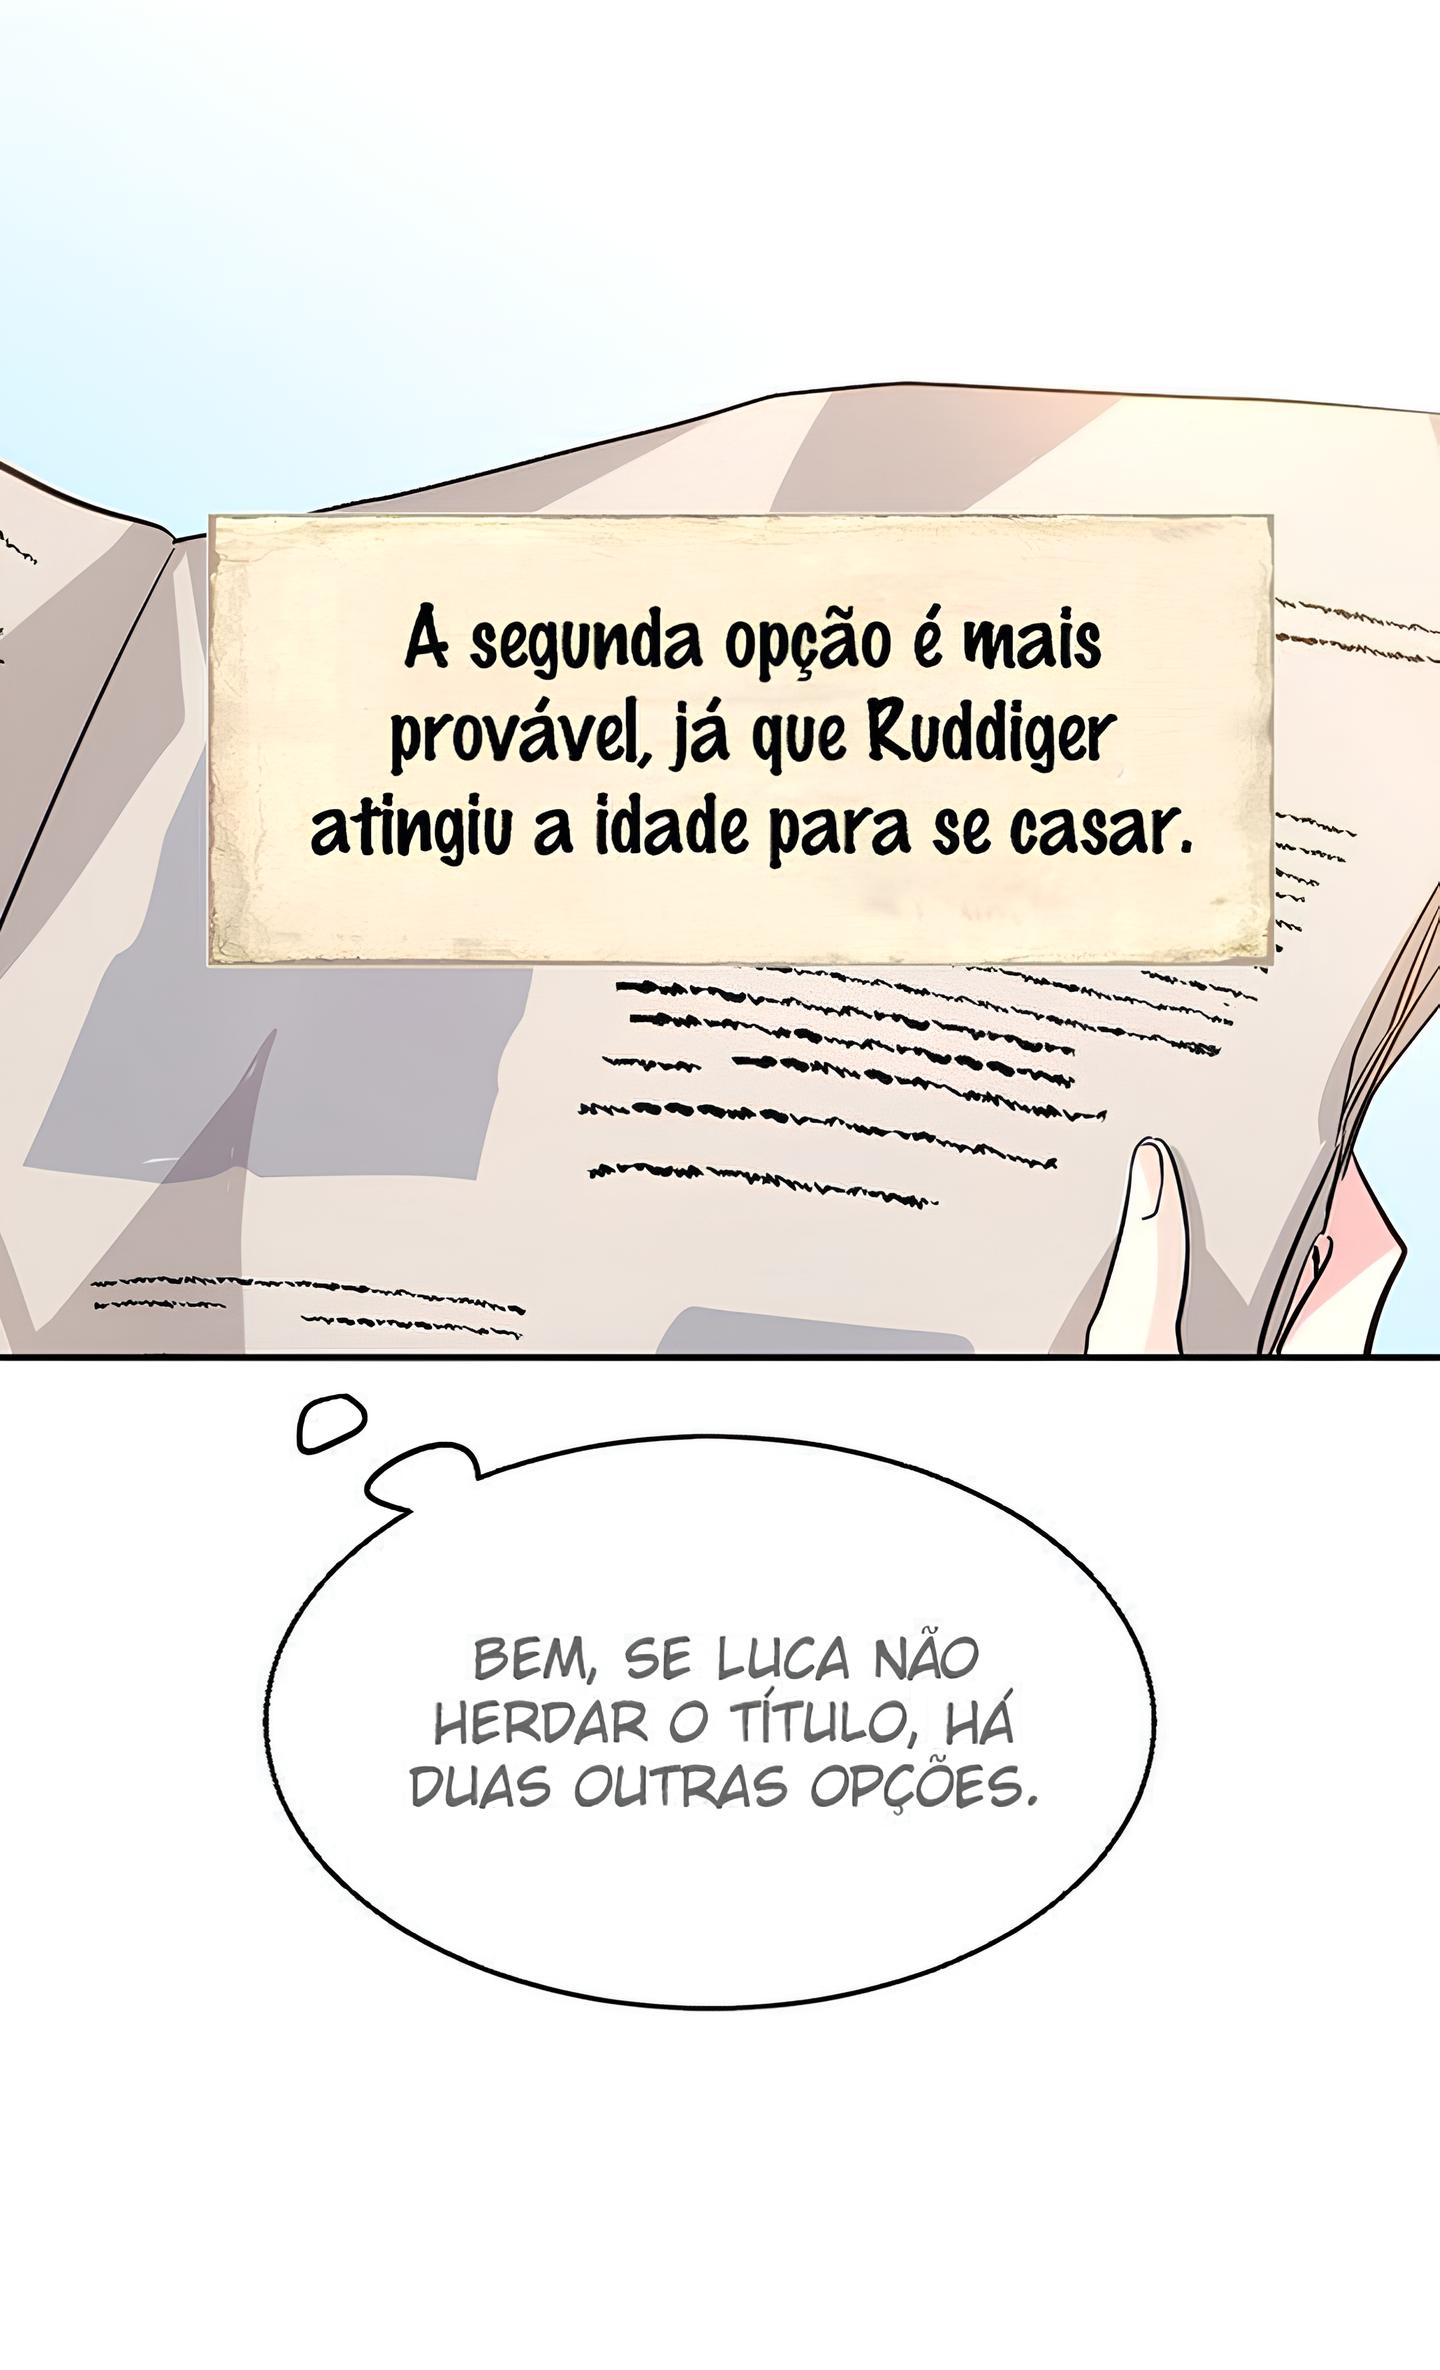 A segunda opção é mais
provável, já que Ruddiger
atingiu a idade para se casar.
BEM, SE LUCA NÃO
HERDAR O TÍTULO, HÁ
DUAS OUTRAS OPÇÕES.